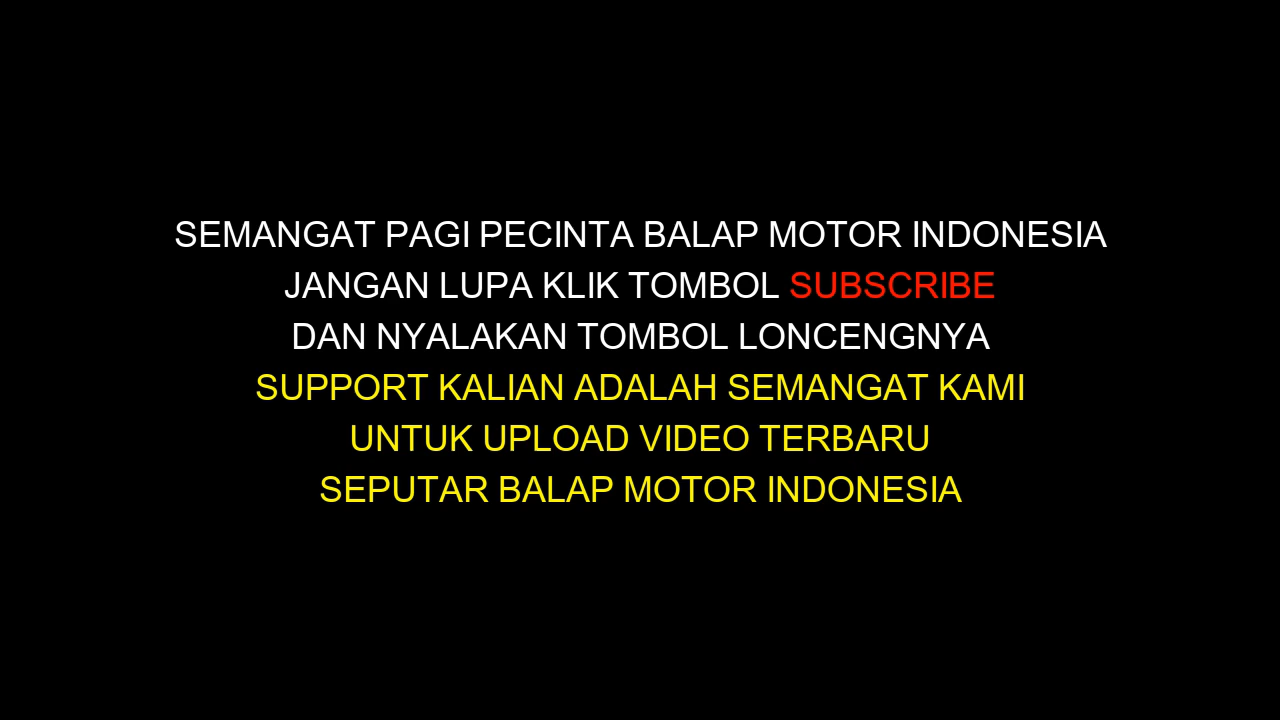 SEMANGAT PAGI PECINTA BALAP MOTOR INDONESIA
JANGAN LUPA KLIK TOMBOL SUBSCRIBE
DAN NYALAKAN TOMBOL LONCENGNYA
SUPPORT KALIAN ADALAH SEMANGAT KAMI
UNTUK UPLOAD VIDEO TERBARU
SEPUTAR BALAP MOTOR INDONESIA